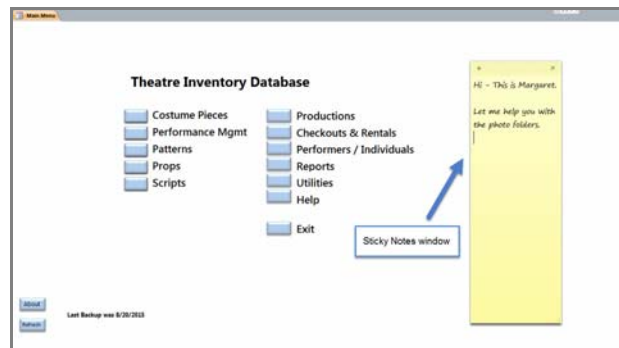 Main Menu
Theatre Inventory Database
Costume Pieces
Performance Mgmt
Patterns
Props
Scripts
Productions
Checkouts & Rentals
Performers / Individuals
Reports
Utilities
Help
Exit
Hi - This is Margaret.
Let me help you with
the photo folders.
Sticky Notes window
About
Refresh
Last Backup was 8/20/2015